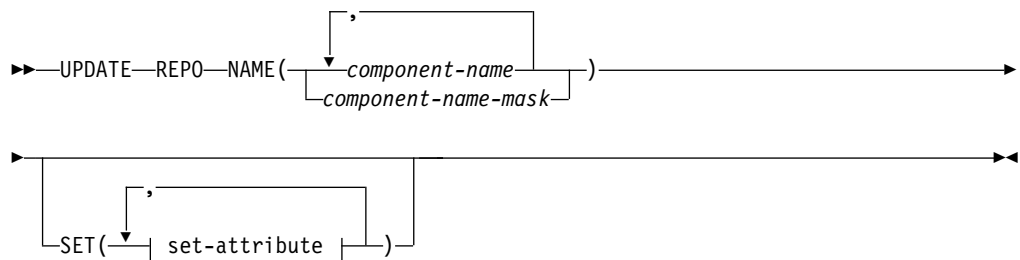 ,
UPDATE REPO NAME( component-name )
component-name-mask
,
SET( set-attribute )